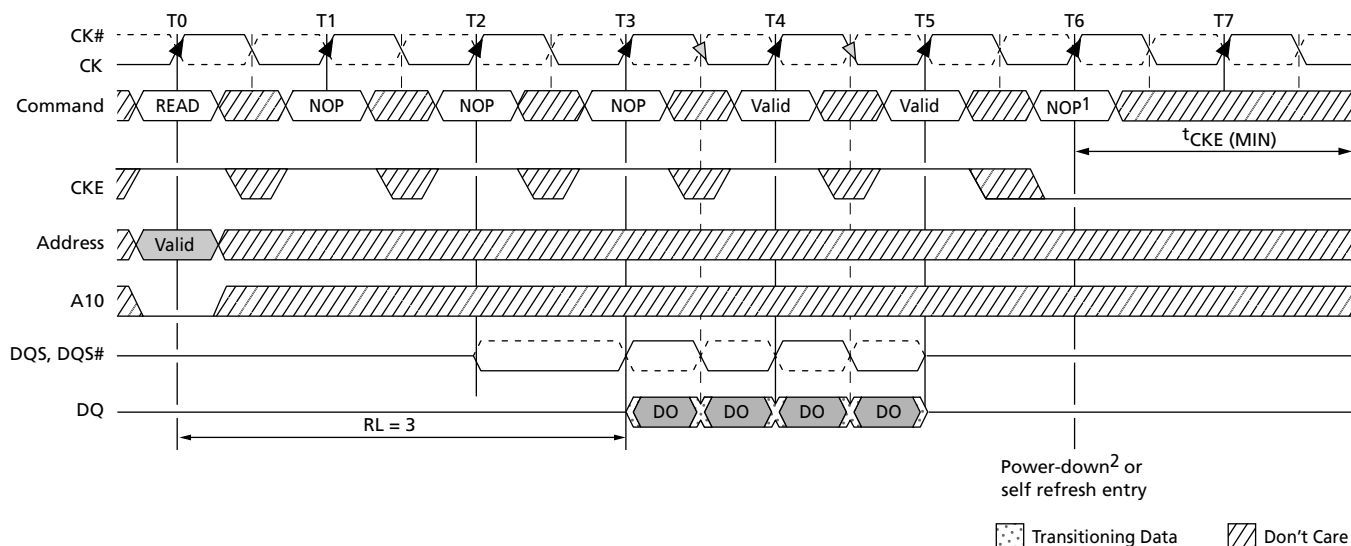 T0 T1 T2 T3 T4 T5 T6 T7
CK#
CK
Command READ NOP NOP NOP Valid Valid NOP1
tCKE (MIN)
CKE
Address Valid
A10
DQS, DQS#
DQ DO DO DO DO
RL = 3
Power-down2 or
self refresh entry
Transitioning Data Don't Care